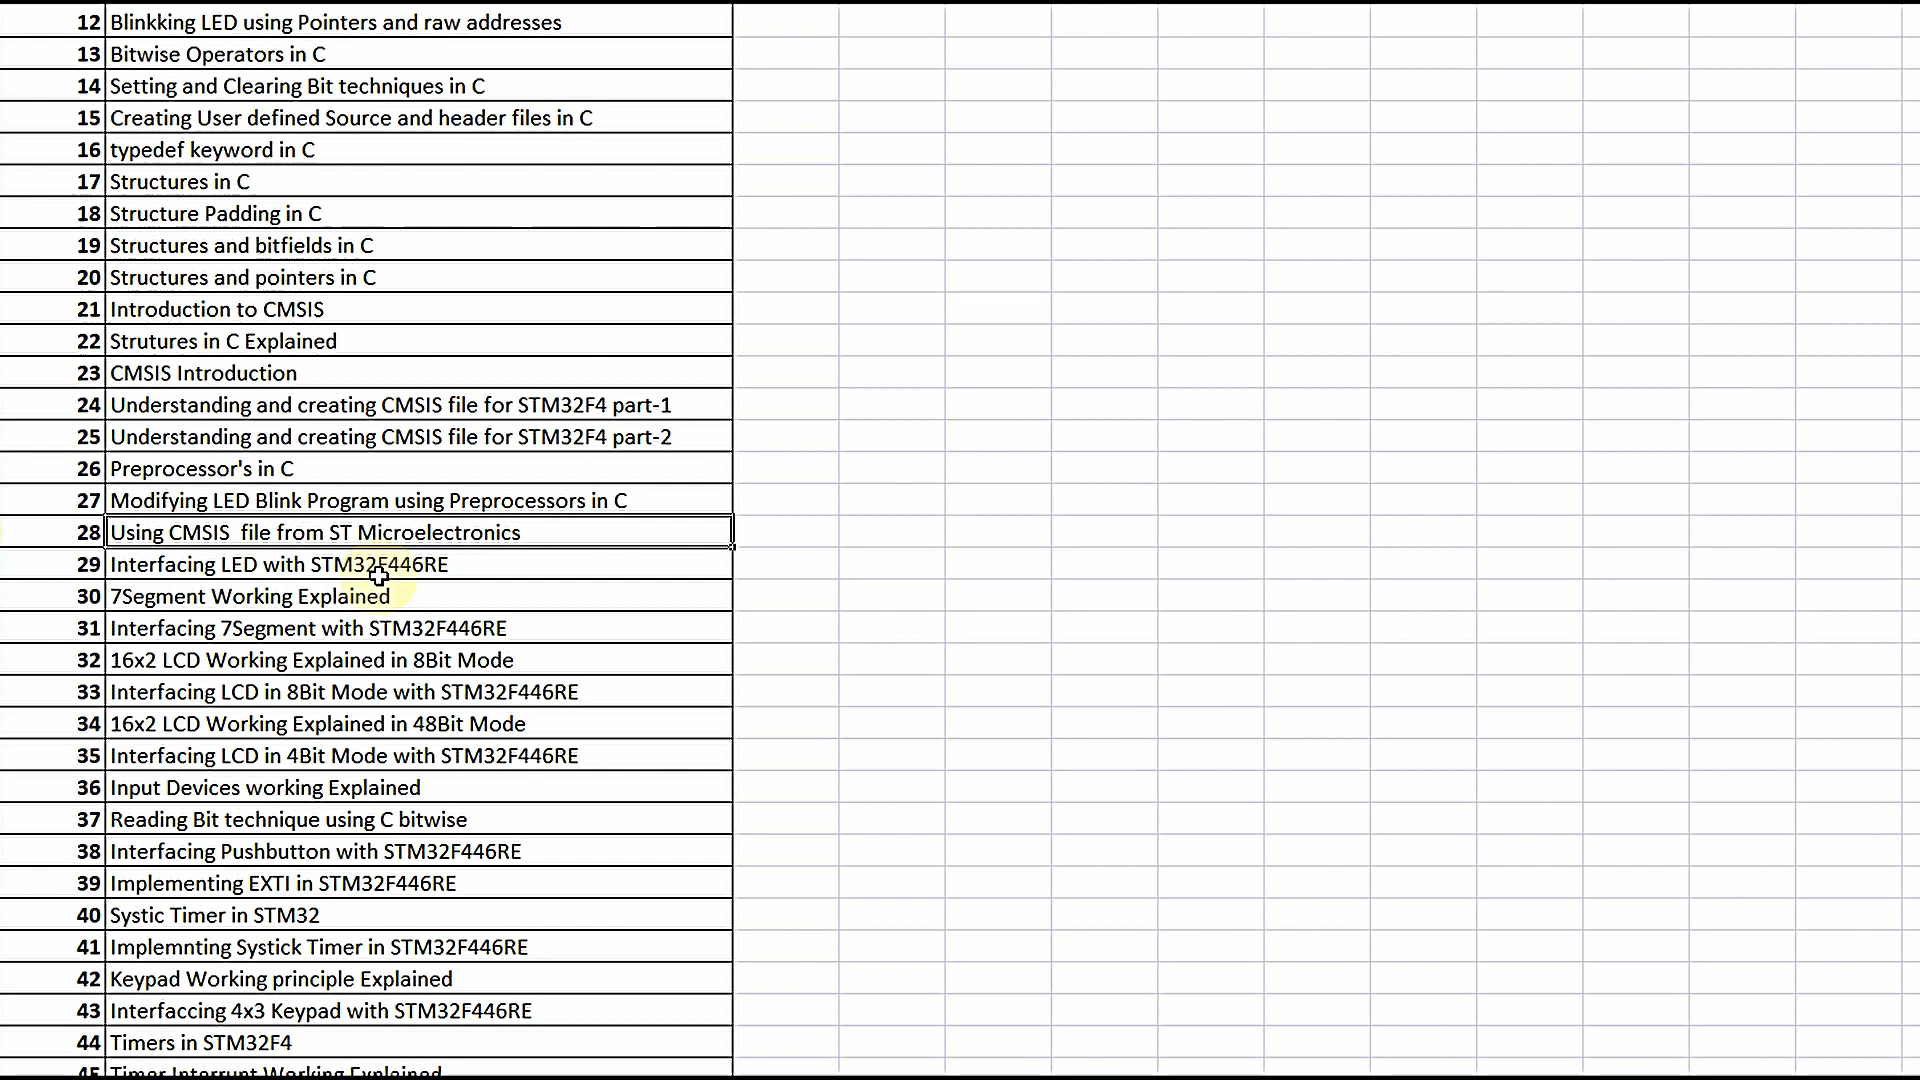 12 Blinkking LED using Pointers and raw addresses
13 Bitwise Operators in C
14 Setting and Clearing Bit techniques in C
15 Creating User defined Source and header files in C
16 typedef keyword in C
17 Structures in C
18 Structure Padding in C
19 Structures and bitfields in C
20 Structures and pointers in C
21 Introduction to CMSIS
22 Strutures in C Explained
23 CMSIS Introduction
24 Understanding and creating CMSIS file for STM32F4 part-1
25 Understanding and creating CMSIS file for STM32F4 part-2
26 Preprocessor's in C
27 Modifying LED Blink Program using Preprocessors in C
28 Using CMSIS  file from ST Microelectronics
29 Interfacing LED with STM32F446RE
30 7Segment Working Explained
31 Interfacing 7Segment with STM32F446RE
32 16x2 LCD Working Explained in 8Bit Mode
33 Interfacing LCD in 8Bit Mode with STM32F446RE
34 16x2 LCD Working Explained in 48Bit Mode
35 Interfacing LCD in 4Bit Mode with STM32F446RE
36 Input Devices working Explained
37 Reading Bit technique using C bitwise
38 Interfacing Pushbutton with STM32F446RE
39 Implementing EXTI in STM32F446RE
40 Systic Timer in STM32
41 Implemnting Systick Timer in STM32F446RE
42 Keypad Working principle Explained
43 Interfaccing 4x3 Keypad with STM32F446RE
44 Timers in STM32F4
45 Timer Interrupt Working Explained